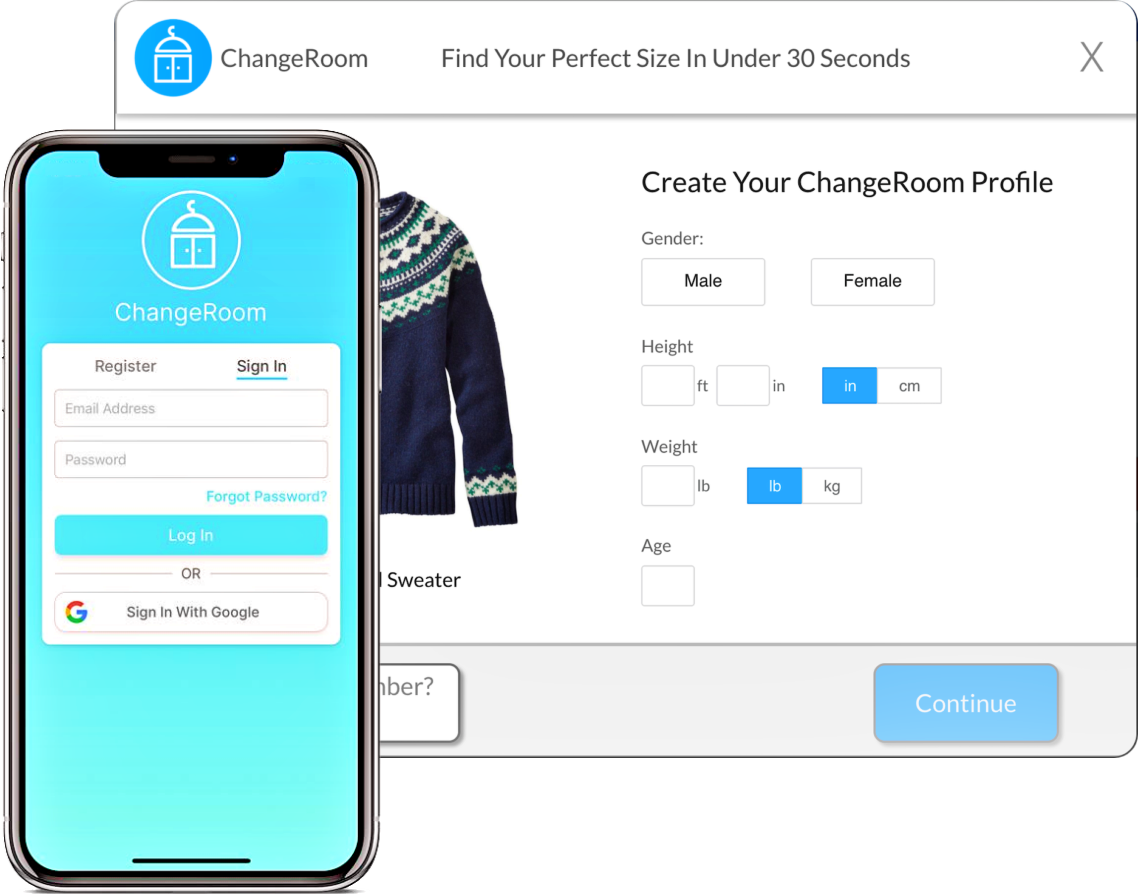 ChangeRoom
Find Your Perfect Size In Under 30 Seconds
X
ChangeRoom
Register
Sign In
Email Address
Password
Forgot Password?
Log In
OR
Sign In With Google
Sweater
Create Your ChangeRoom Profile
Gender:
Male
Female
Height
ft
in
in
cm
Weight
lb
lb
kg
Age
Continue